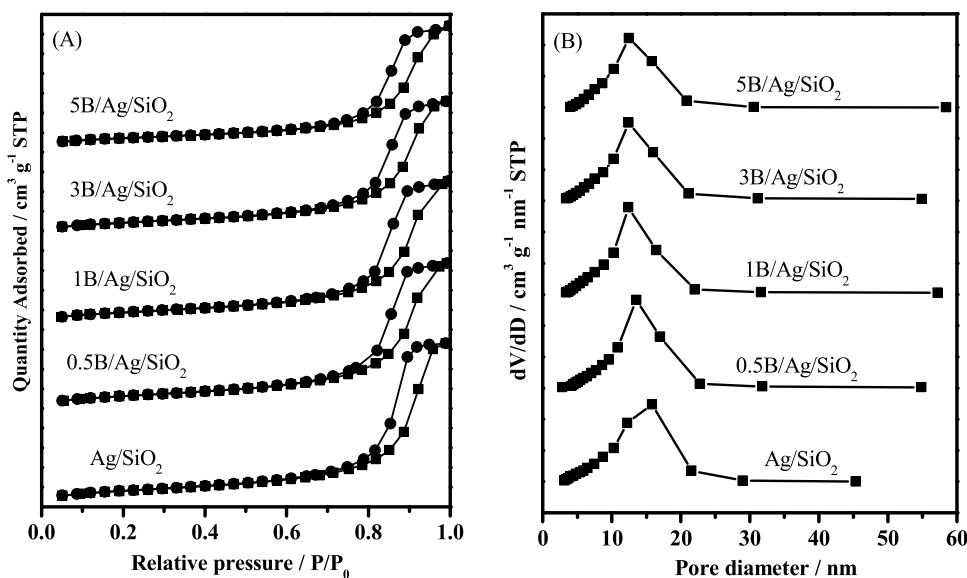 (A)
5B/Ag/SiO₂
3B/Ag/SiO₂
1B/Ag/SiO₂
0.5B/Ag/SiO₂
Ag/SiO₂
Quantity Adsorbed / cm³ g⁻¹ STP
0.0 0.2 0.4 0.6 0.8 1.0
Relative pressure / P/P₀
(B)
5B/Ag/SiO₂
3B/Ag/SiO₂
1B/Ag/SiO₂
0.5B/Ag/SiO₂
Ag/SiO₂
dV/dD / cm³ g⁻¹ nm⁻¹ STP
0 10 20 30 40 50 60
Pore diameter / nm